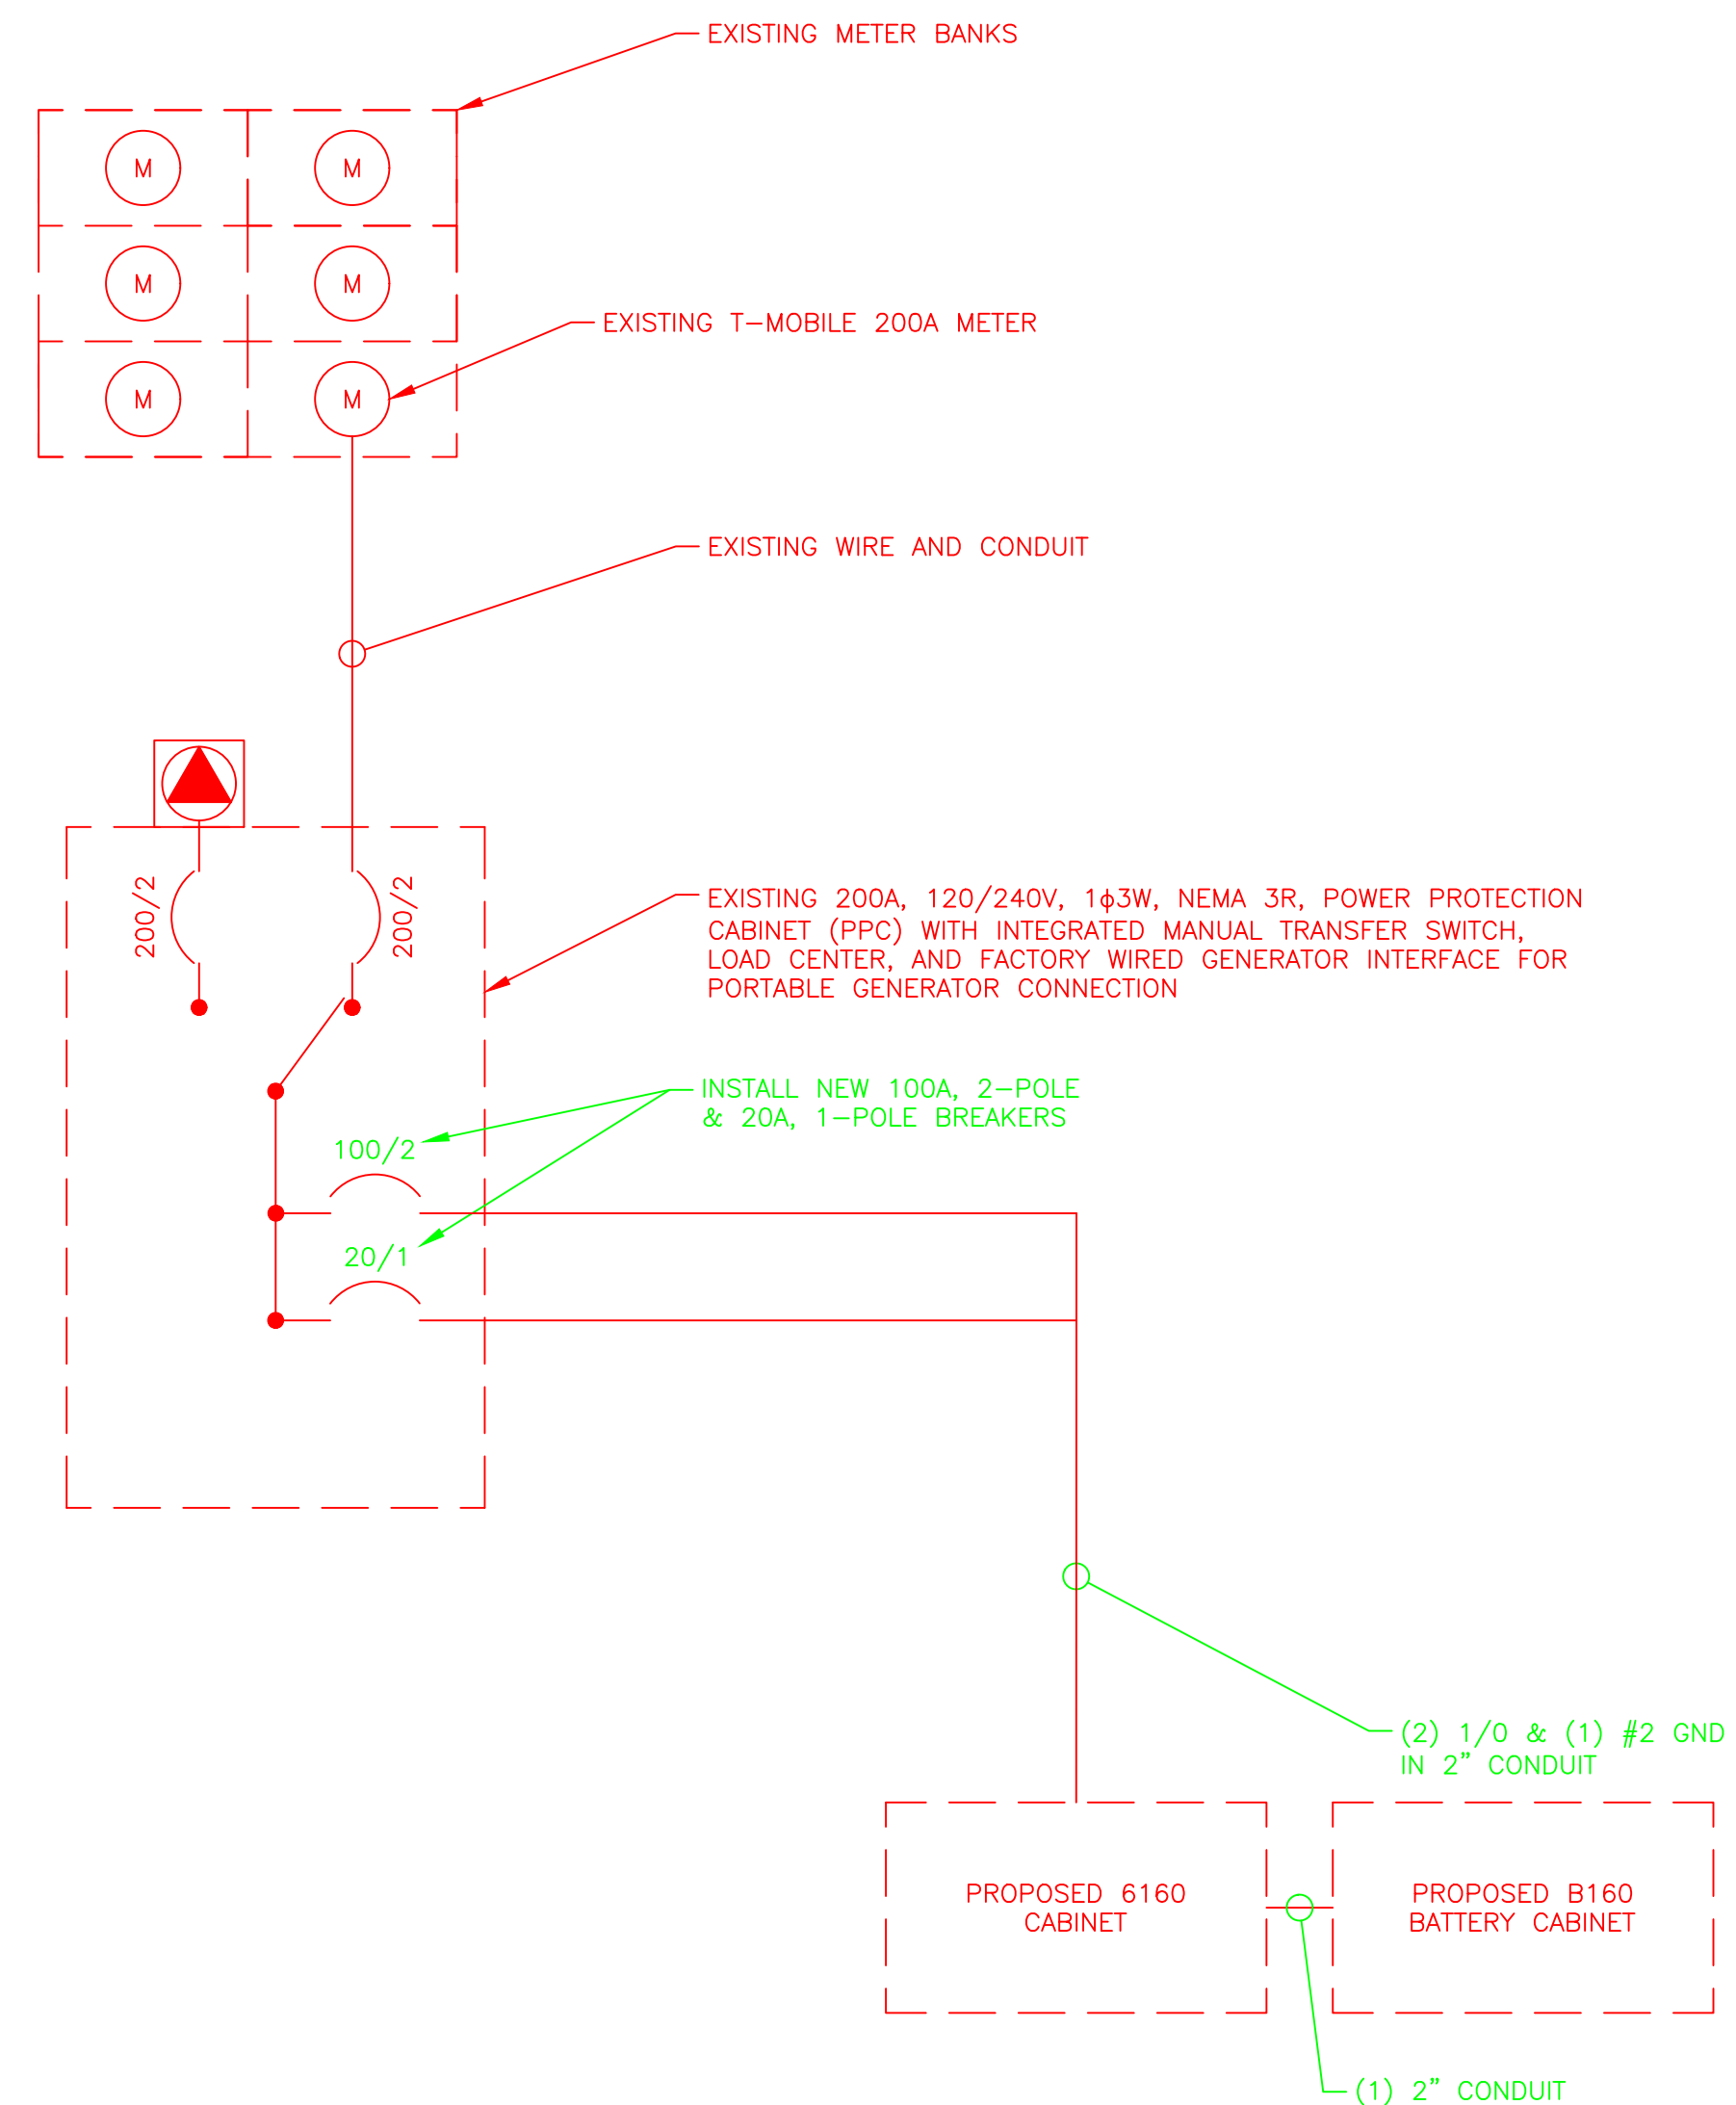 EXISTING METER BANKS
M
M
M
M
EXISTING T-MOBILE 200A METER
M
M
EXISTING WIRE AND CONDUIT
200/2
200/2
EXISTING 200A, 120/240V, 1ϕ3W, NEMA 3R, POWER PROTECTION
CABINET (PPC) WITH INTEGRATED MANUAL TRANSFER SWITCH,
LOAD CENTER, AND FACTORY WIRED GENERATOR INTERFACE FOR
PORTABLE GENERATOR CONNECTION
INSTALL NEW 100A, 2-POLE
& 20A, 1-POLE BREAKERS
100/2
20/1
(2) 1/0 & (1) #2 GND
IN 2" CONDUIT
PROPOSED 6160
CABINET
PROPOSED B160
BATTERY CABINET
(1) 2" CONDUIT